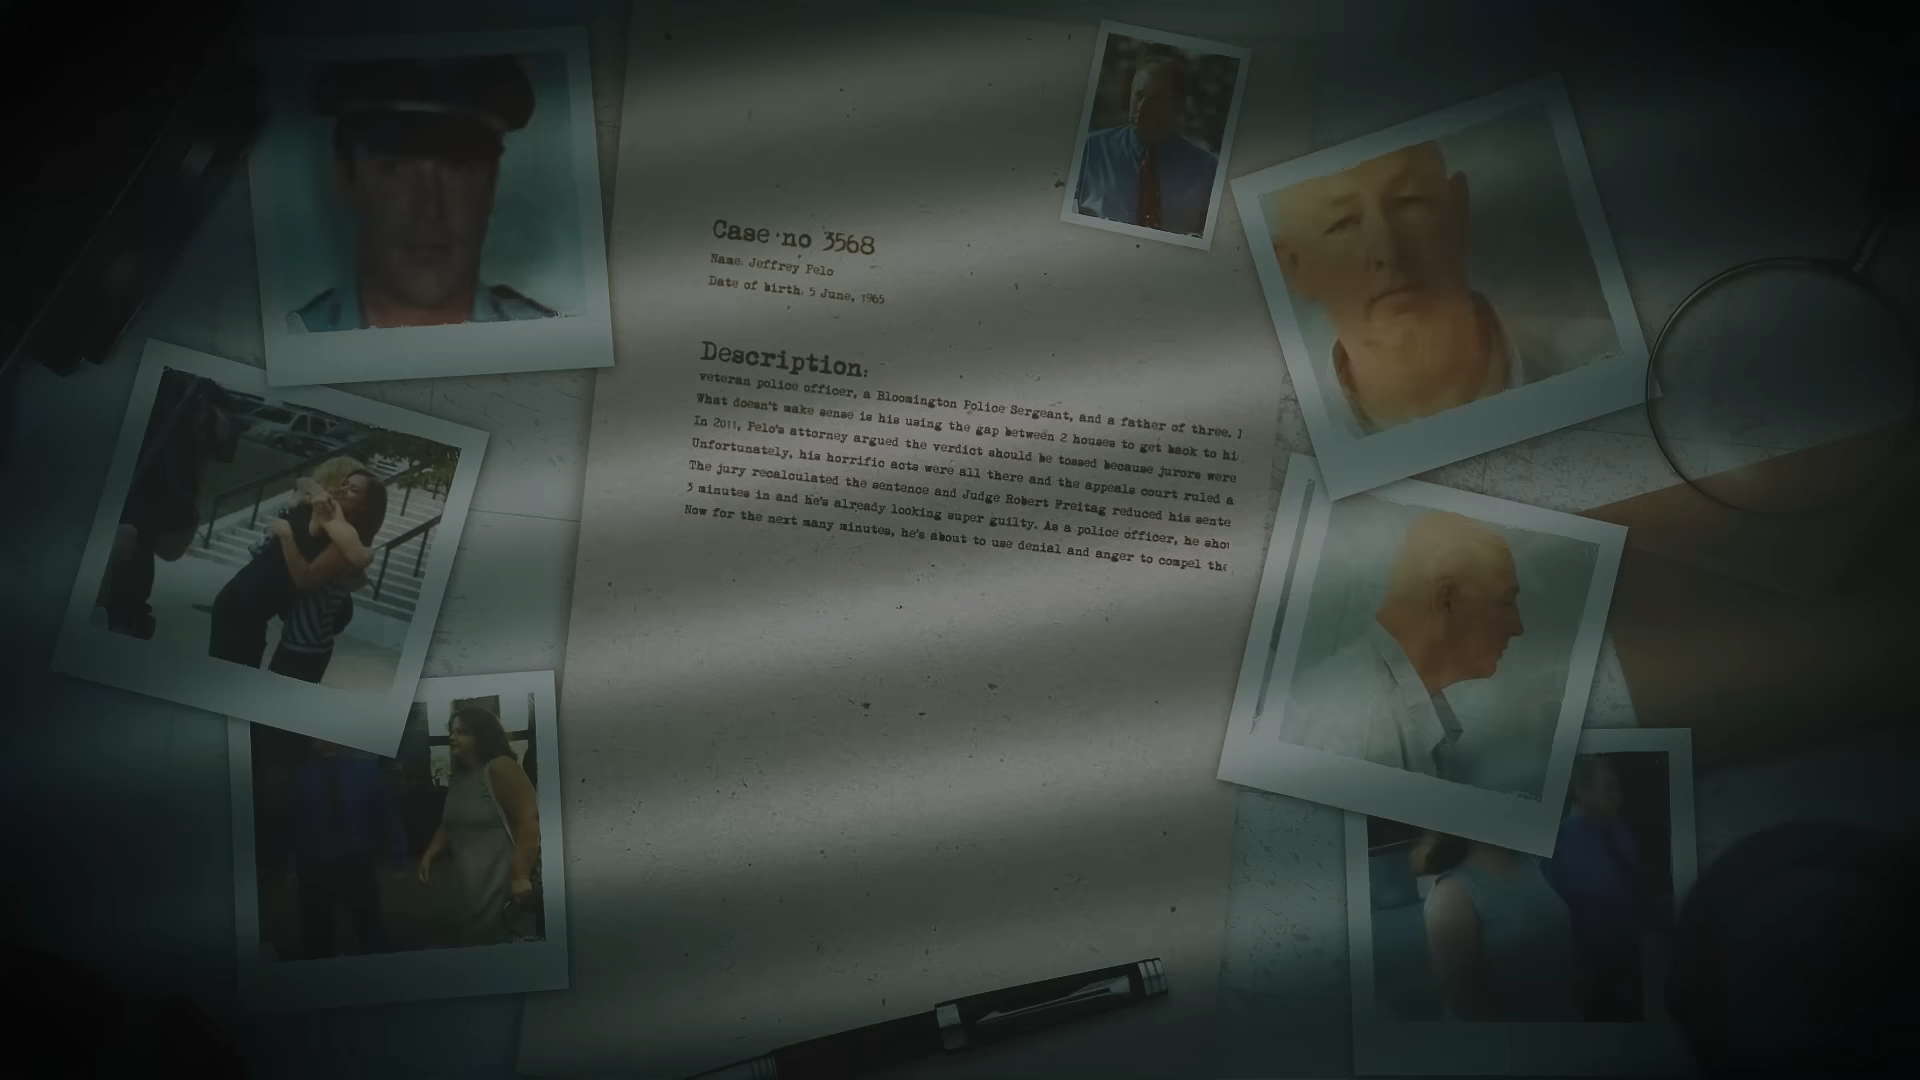 Case no 3568
Name. Jeffrey Pelo
Date of birth. 5 June, 1965
Description:
veteran police officer, a Bloomington Police Sergeant, and a father of three. I
What doesn't make sense is his using the gap between 2 houses to get back to hi
In 2011, Pelo's attorney argued the verdict should be tossed because jurors were
Unfortunately, his horrific acts were all there and the appeals court ruled a
The jury recalculated the sentence and Judge Robert Freitag reduced his sente
3 minutes in and he's already looking super guilty. As a police officer, he shou
Now for the next many minutes, he's about to use denial and anger to compel the